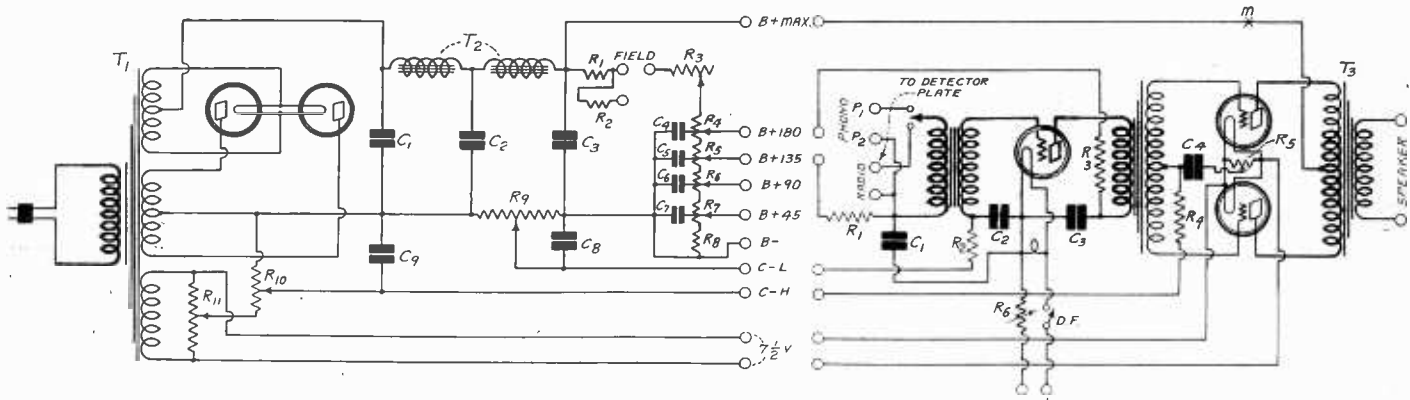 T1
T2
R1
FIELD
R3
R2
C1
C2
C3
C4
R4
C5
R5
C6
R6
C7
R7
R8
R9
C8
C9
R10
R11
B+MAX.
B+180
B+135
B+90
B+45
B-
C-L
C-H
7 1/2 V
TO DETECTOR
PLATE
PHONO
P1
P2
RADIO
R1
C1
C2
C3
R3
R6
D.F.
M
C4
R4
R5
T3
SPEAKER